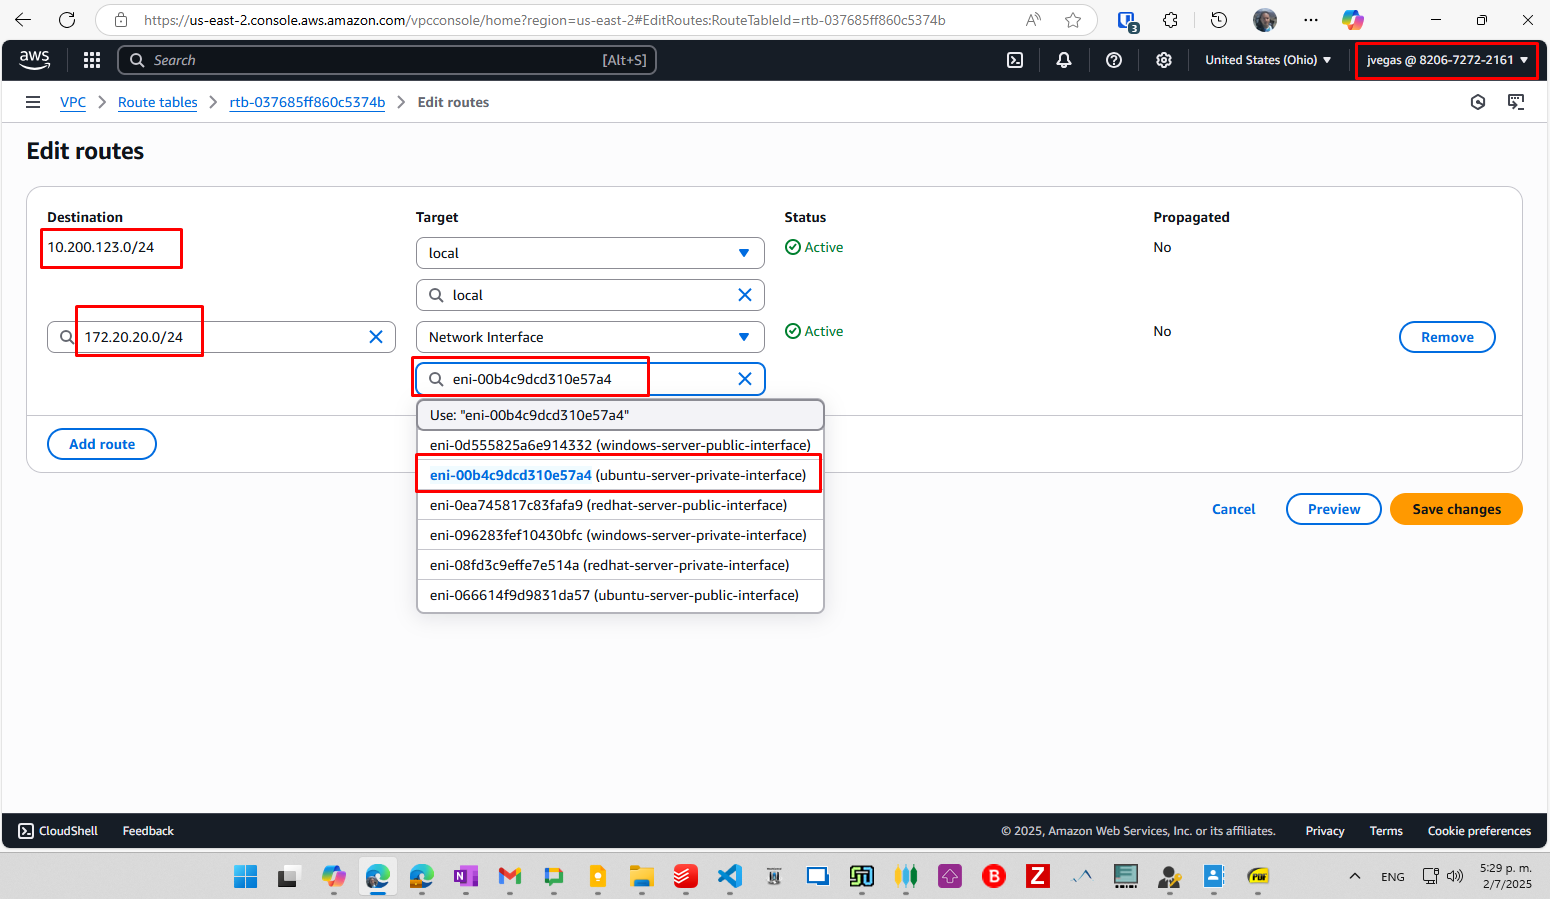 https://us-east-2.console.aws.amazon.com/vpcconsole/home?region=us-east-2#EditRoutes:RouteTableId=rtb-037685ff860c5374b
A))
3
aws
Search
[Alt+S]
United States (Ohio)
jvegas @ 8206-7272-2161
VPC
Route tables
rtb-037685ff860c5374b
Edit routes
Edit routes
Destination Target Status Propagated
10.200.123.0/24
local
Active
No
local
172.20.20.0/24
Network Interface
Active
No
Remove
eni-00b4c9dcd310e57a4
Use: "eni-00b4c9dcd310e57a4"
eni-0d555825a6e914332 (windows-server-public-interface)
eni-00b4c9dcd310e57a4 (ubuntu-server-private-interface)
eni-0ea745817c83fafa9 (redhat-server-public-interface)
eni-096283fef10430bfc (windows-server-private-interface)
eni-08fd3c9effe7e514a (redhat-server-private-interface)
eni-066614f9d9831da57 (ubuntu-server-public-interface)
Add route
Cancel
Preview
Save changes
CloudShell
Feedback
© 2025, Amazon Web Services, Inc. or its affiliates.
Privacy
Terms
Cookie preferences
N
B
Z
PDF
ENG
5:29 p. m.
2/7/2025